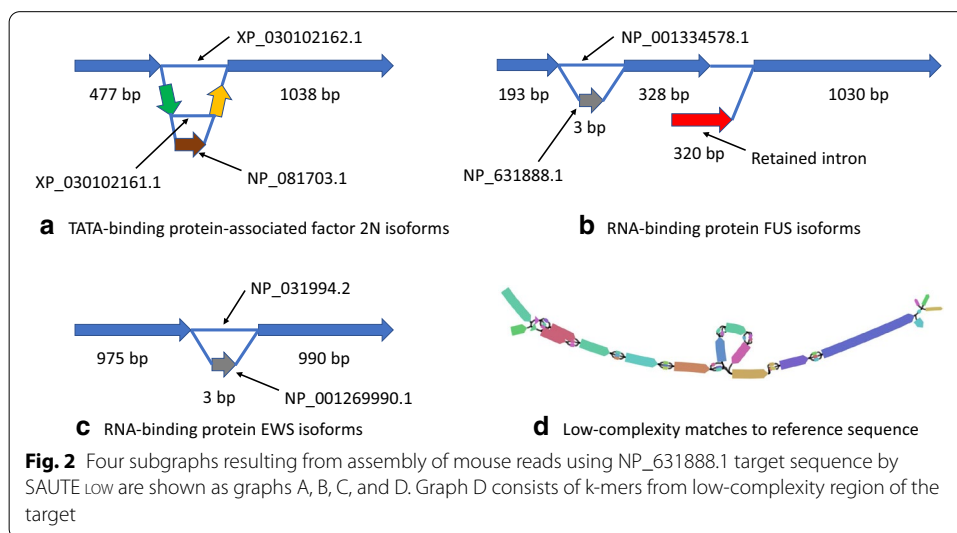 XP_030102162.1
477 bp
1038 bp
XP_030102161.1
NP_081703.1
a TATA-binding protein-associated factor 2N isoforms
NP_001334578.1
193 bp
328 bp
1030 bp
3 bp
320 bp
Retained intron
NP_631888.1
b RNA-binding protein FUS isoforms
NP_031994.2
975 bp
990 bp
3 bp
NP_001269990.1
c RNA-binding protein EWS isoforms
d Low-complexity matches to reference sequence
Fig. 2 Four subgraphs resulting from assembly of mouse reads using NP_631888.1 target sequence by
SAUTE LOW are shown as graphs A, B, C, and D. Graph D consists of k-mers from low-complexity region of the
target